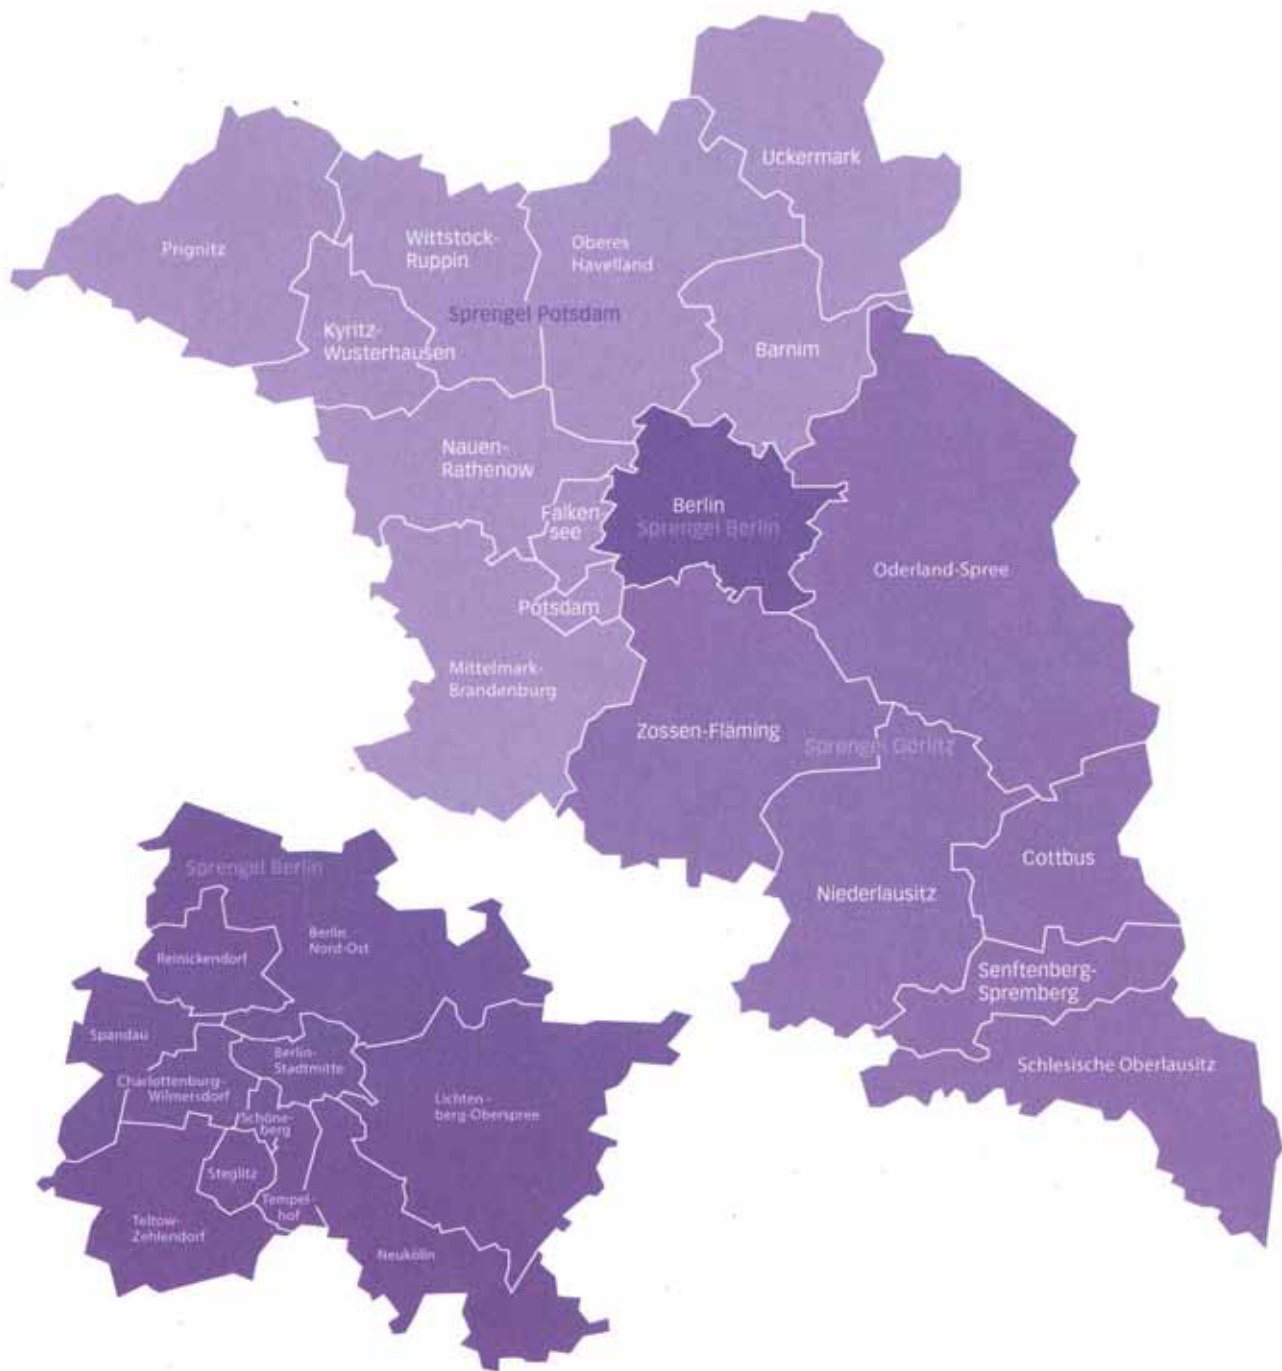 Uckermark
Prignitz
Wittstock-
Ruppin
Oberes
Havelland
Sprengel Potsdam
Kyritz-
Wusterhausen
Barnim
Nauen-
Rathenow
Falken-
see
Berlin
Sprengel Berlin
Oderland-Spree
Potsdam
Mittelmark-
Brandenburg
Zossen-Fläming
Sprengel Görlitz
Cottbus
Niederlausitz
Senftenberg-
Spremberg
Schlesische Oberlausitz
Sprengel Berlin
Berlin
Nord-Ost
Reinickendorf
Spandau
Berlin-
Stadtmitte
Charlottenburg-
Wilmersdorf
Lichten-
berg-Oberspree
Schöne-
berg
Steglitz
Tempel-
hof
Teltow-
Zehlendorf
Neukölln